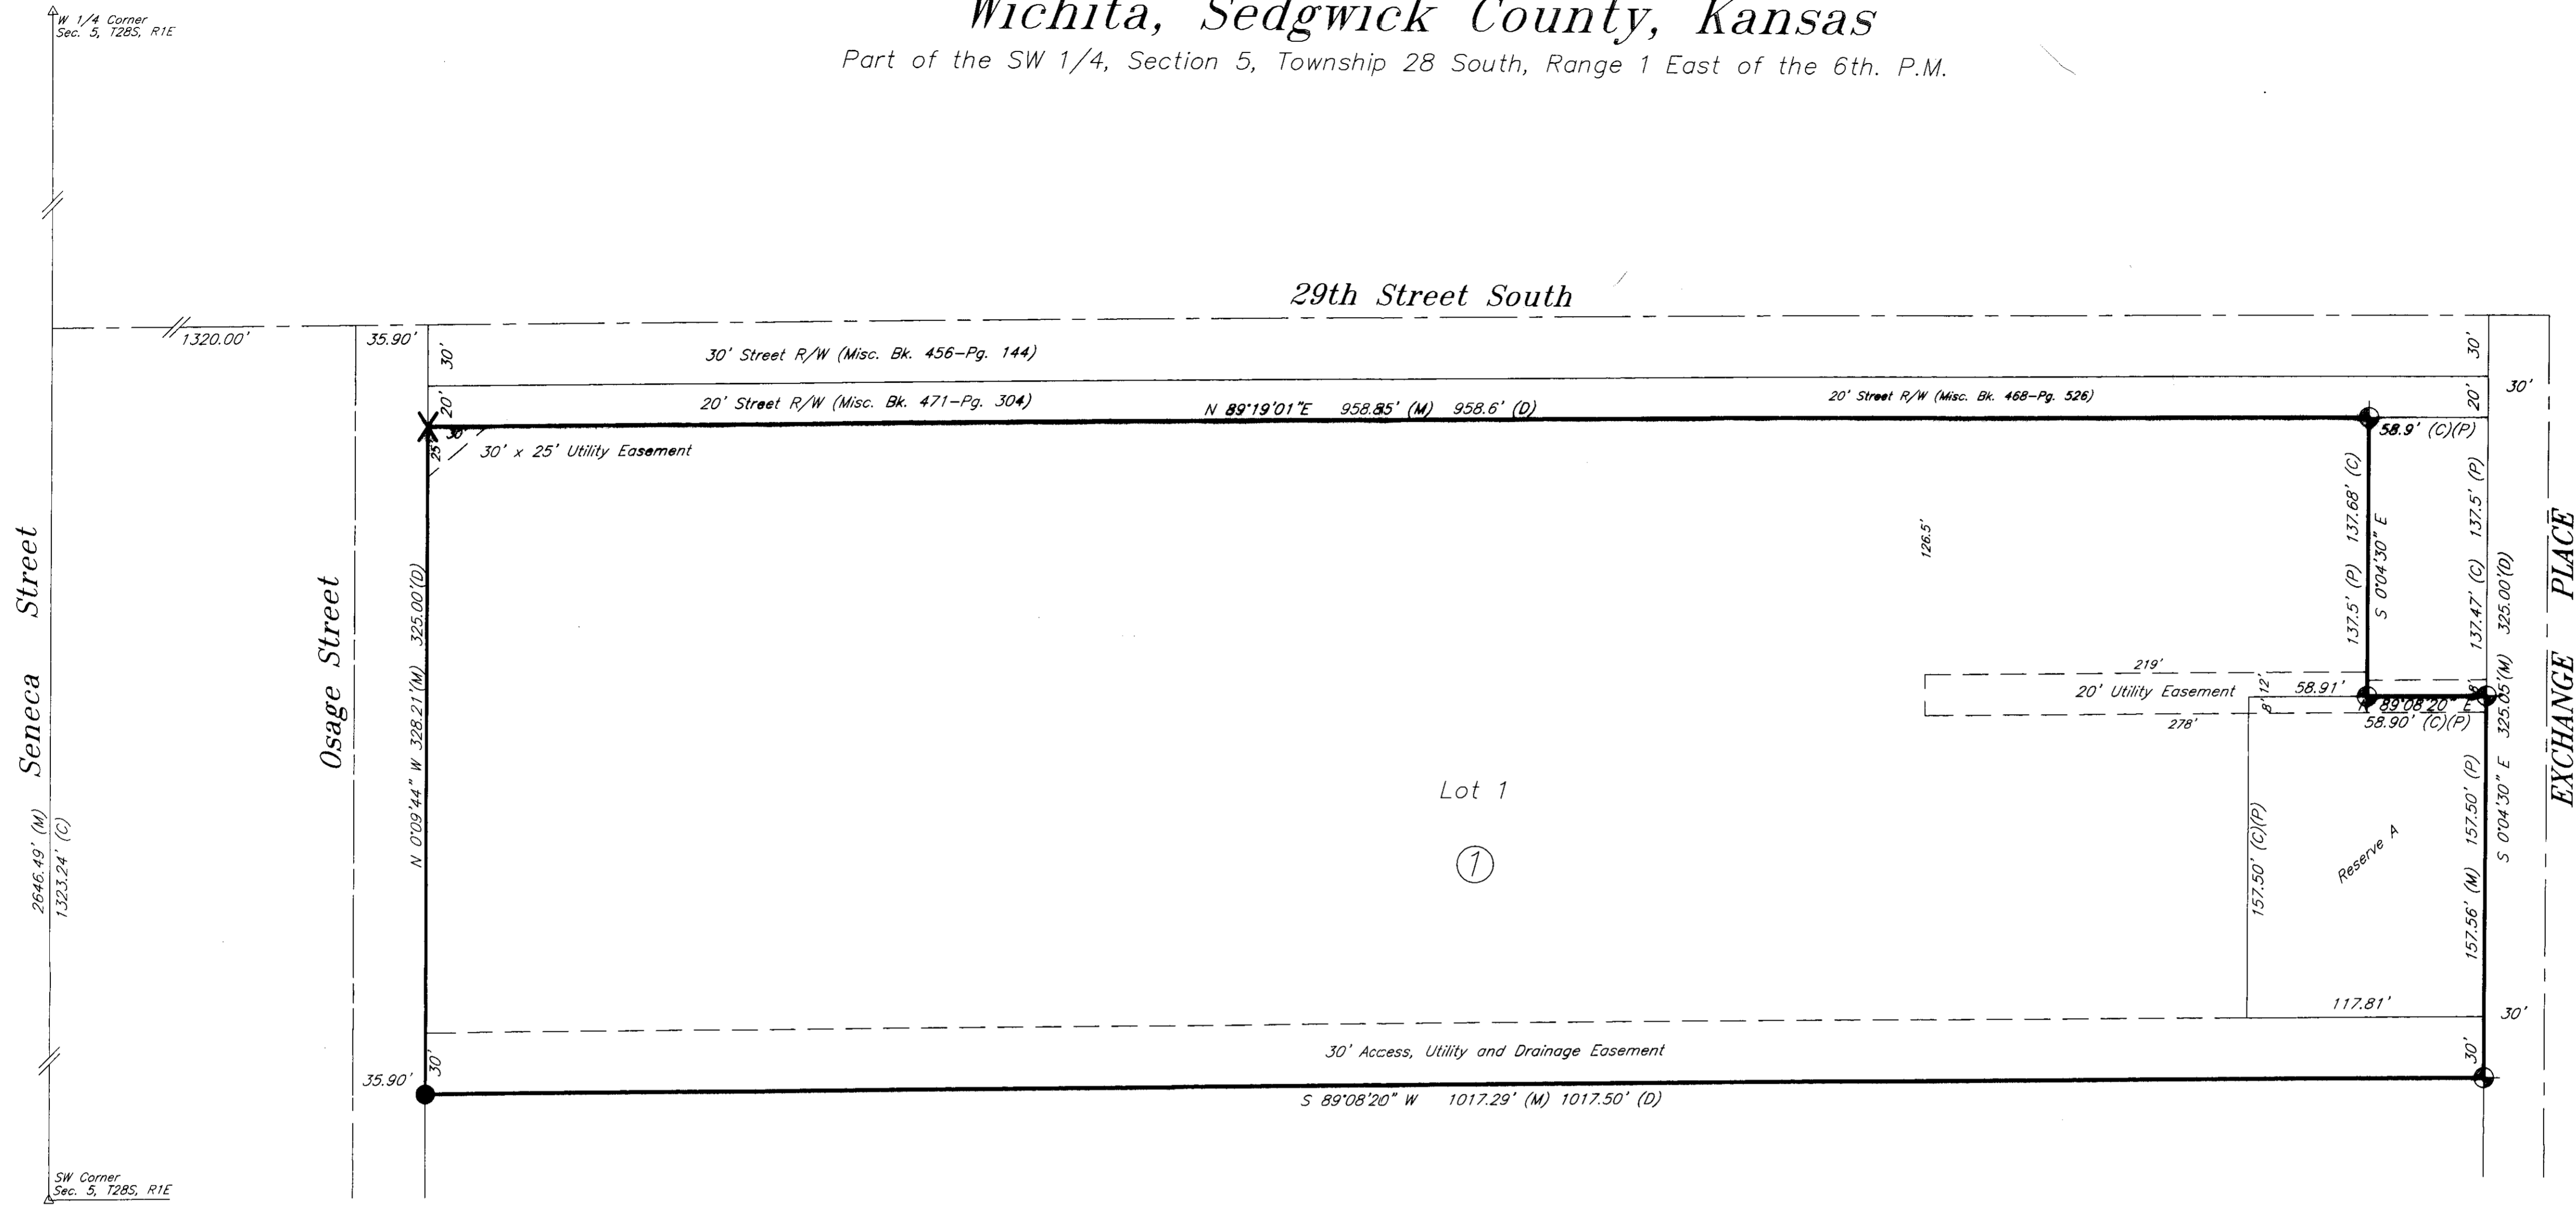 Wichita, Sedgwick County, Kansas
Part of the SW 1/4, Section 5, Township 28 South, Range 1 East of the 6th. P.M.
W 1/4 Corner
Sec. 5, T28S, R1E
29th Street South
1320.00'
35.90'
30'
30' Street R/W (Misc. Bk. 456-Pg. 144)
30'
30'
20'
20' Street R/W (Misc. Bk. 471-Pg. 304)
N 89°19'01"E 958.85' (M) 958.6' (D)
20' Street R/W (Misc. Bk. 468-Pg. 526)
20'
58.9' (C)(P)
30'
25'
30' x 25' Utility Easement
126.5'
137.5' (P) 137.68' (C)
S 0°04'30" E
137.47' (C) 137.5' (P)
S 0°04'30" E 325.05'(M) 325.00'(D)
EXCHANGE PLACE
Seneca Street
2646.49' (M)
1323.24' (C)
Osage Street
N 0°09'44" W 328.21'(M) 325.00'(D)
219'
20' Utility Easement
8' 12'
58.91'
8'
N 89°08'20" E
58.90' (C)(P)
278'
Lot 1
1
157.50' (C)(P)
Reserve A
157.56' (M) 157.50' (P)
117.81'
30'
30' Access, Utility and Drainage Easement
30'
30'
35.90'
S 89°08'20" W 1017.29' (M) 1017.50' (D)
SW Corner
Sec. 5, T28S, R1E